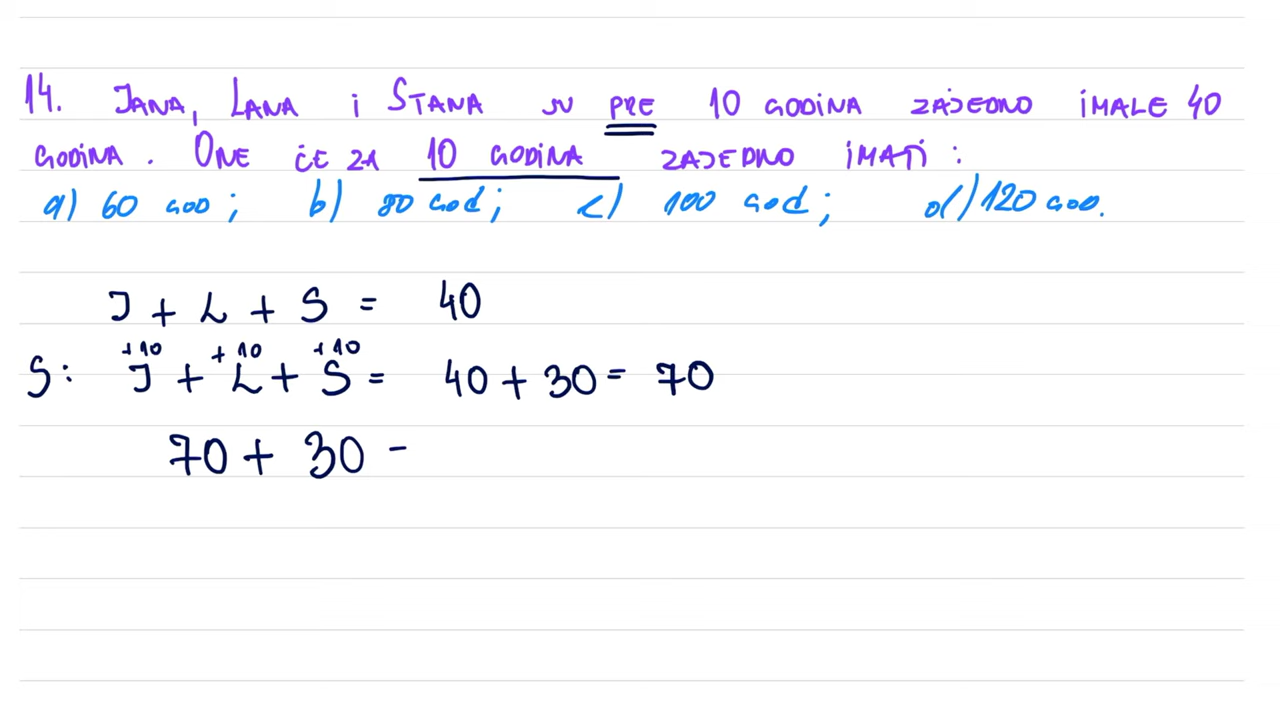 14. JANA, LANA i STANA SU PRE 10 GODINA ZAJEDNO IMALE 40
GODINA. ONE ĆE ZA 10 GODINA ZAJEDNO IMATI:
a) 60 GOD; b) 80 GOD; c) 100 GOD; d) 120 GOD.
J + L + S = 40
+10 +10 +10
S: J + L + S = 40 + 30 = 70
70 + 30 -